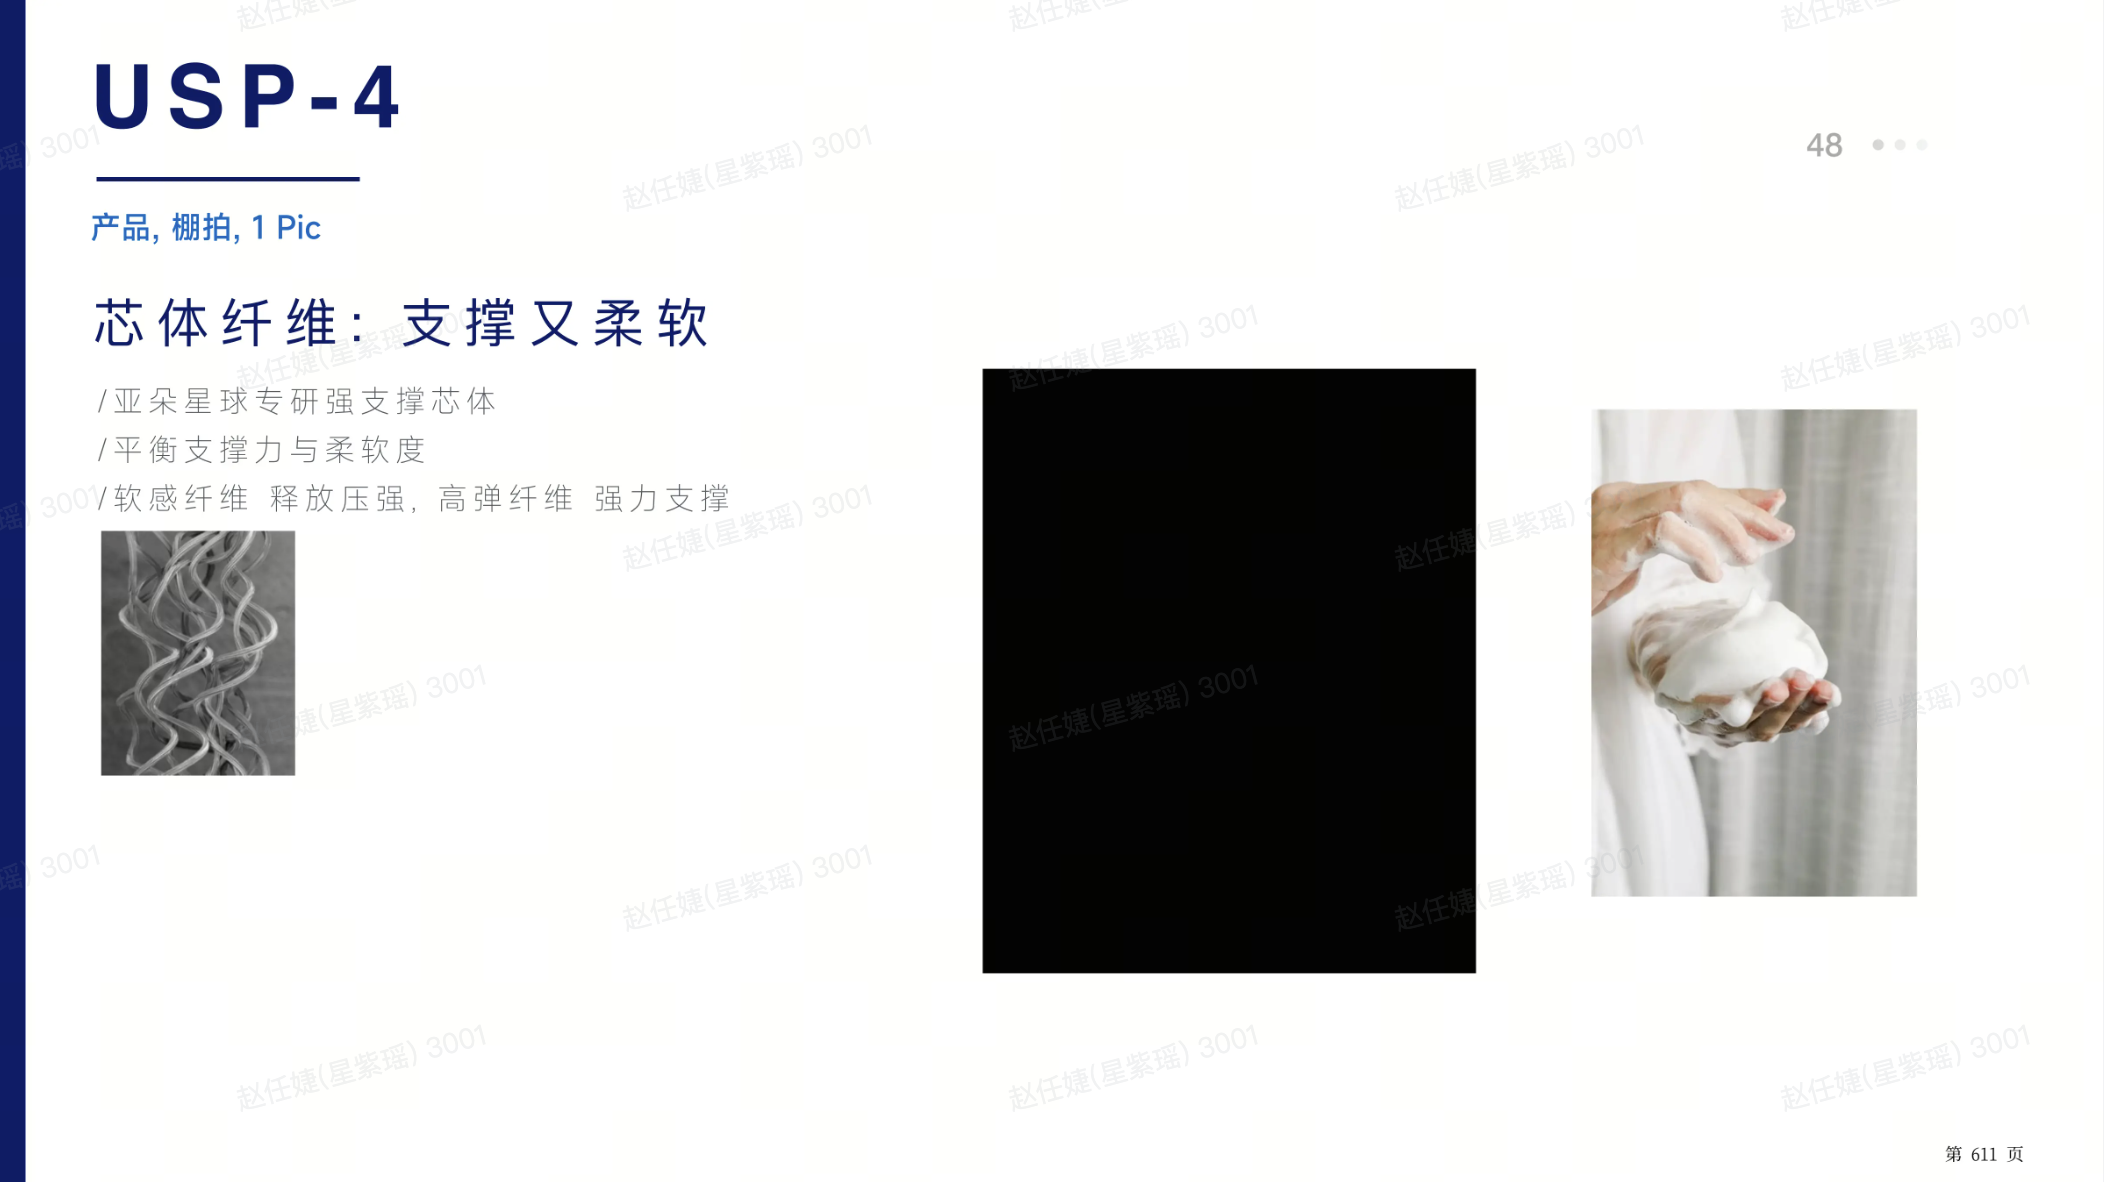 USP-4
48
产品, 棚拍, 1 Pic
芯体纤维: 支撑又柔软
/亚朵星球专研强支撑芯体
/平衡支撑力与柔软度
/软感纤维 释放压强, 高弹纤维 强力支撑
第 611 页
赵任婕(星紫瑶) 3001